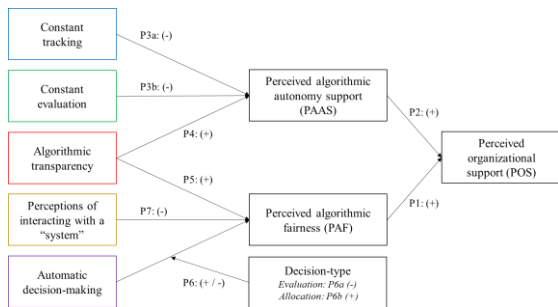 Constant
tracking
P3a: (-)
Constant
evaluation
P3b: (-)
Perceived algorithmic
autonomy support
(PAAS)
P2: (+)
Algorithmic
transparency
P4: (+)
Perceived
organizational
support (POS)
P5: (+)
P1: (+)
Perceptions of
interacting with a
“system”
P7: (-)
Perceived algorithmic
fairness (PAF)
Automatic
decision-making
P6: (+ / -)
Decision-type
Evaluation: P6a (-)
Allocation: P6b (+)